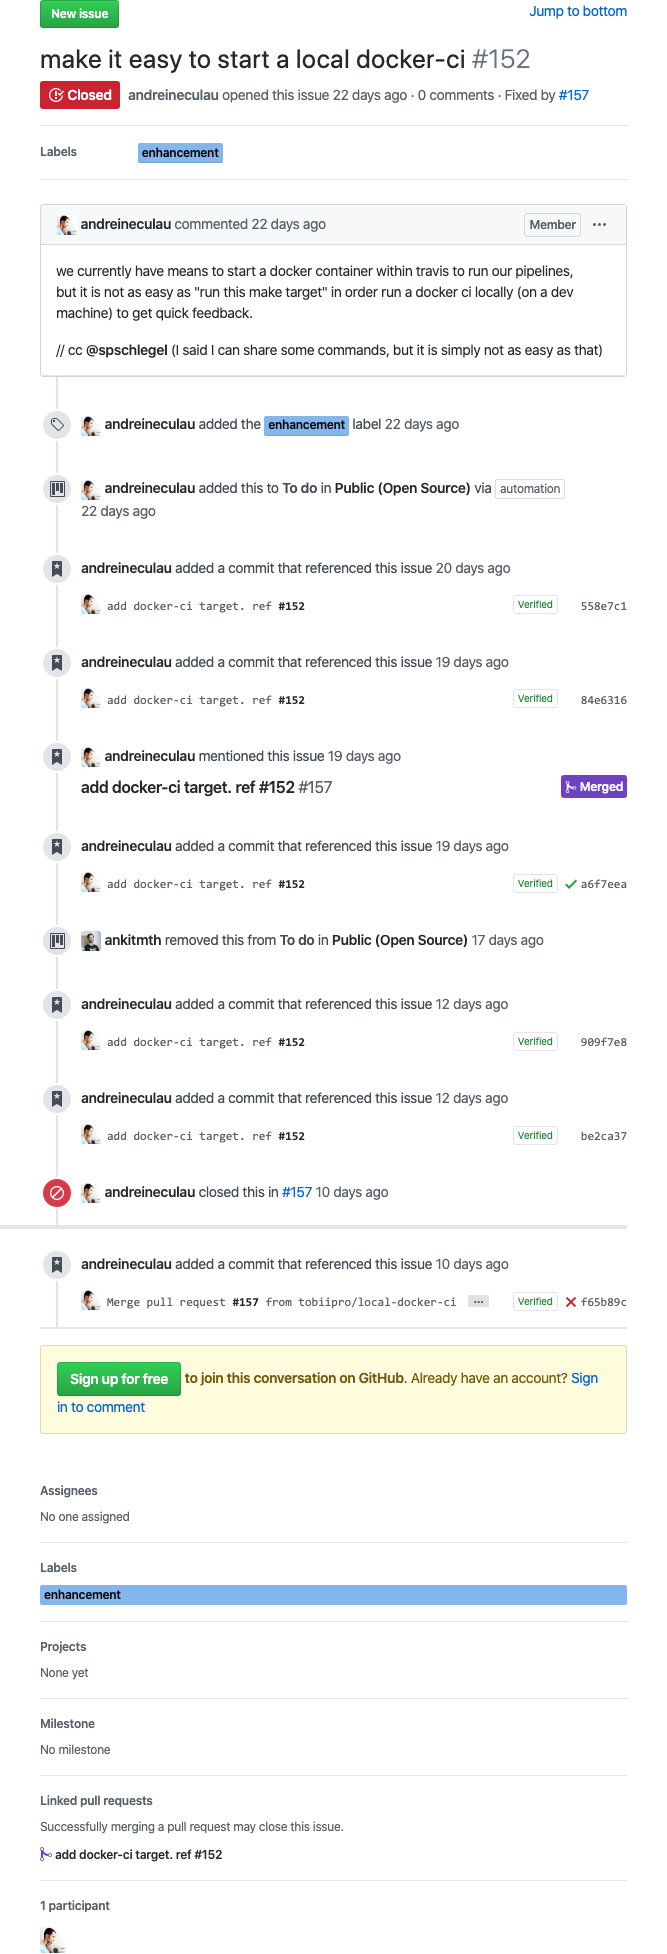 New issue
Jump to bottom
make it easy to start a local docker-ci #152
Closed andreineculau opened this issue 22 days ago · 0 comments · Fixed by #157
Labels
enhancement
andreineculau commented 22 days ago
Member
we currently have means to start a docker container within travis to run our pipelines,
but it is not as easy as "run this make target" in order run a docker ci locally (on a dev
machine) to get quick feedback.
// cc @spschlegel (I said I can share some commands, but it is simply not as easy as that)
andreineculau added the enhancement label 22 days ago
andreineculau added this to To do in Public (Open Source) via automation
22 days ago
andreineculau added a commit that referenced this issue 20 days ago
add docker-ci target. ref #152
Verified
558e7c1
andreineculau added a commit that referenced this issue 19 days ago
add docker-ci target. ref #152
Verified
84e6316
andreineculau mentioned this issue 19 days ago
add docker-ci target. ref #152 #157
Merged
andreineculau added a commit that referenced this issue 19 days ago
add docker-ci target. ref #152
Verified
a6f7eea
ankitmth removed this from To do in Public (Open Source) 17 days ago
andreineculau added a commit that referenced this issue 12 days ago
add docker-ci target. ref #152
Verified
909f7e8
andreineculau added a commit that referenced this issue 12 days ago
add docker-ci target. ref #152
Verified
be2ca37
andreineculau closed this in #157 10 days ago
andreineculau added a commit that referenced this issue 10 days ago
Merge pull request #157 from tobiipro/local-docker-ci …
Verified
f65b89c
Sign up for free to join this conversation on GitHub. Already have an account? Sign
in to comment
Assignees
No one assigned
Labels
enhancement
Projects
None yet
Milestone
No milestone
Linked pull requests
Successfully merging a pull request may close this issue.
add docker-ci target. ref #152
1 participant